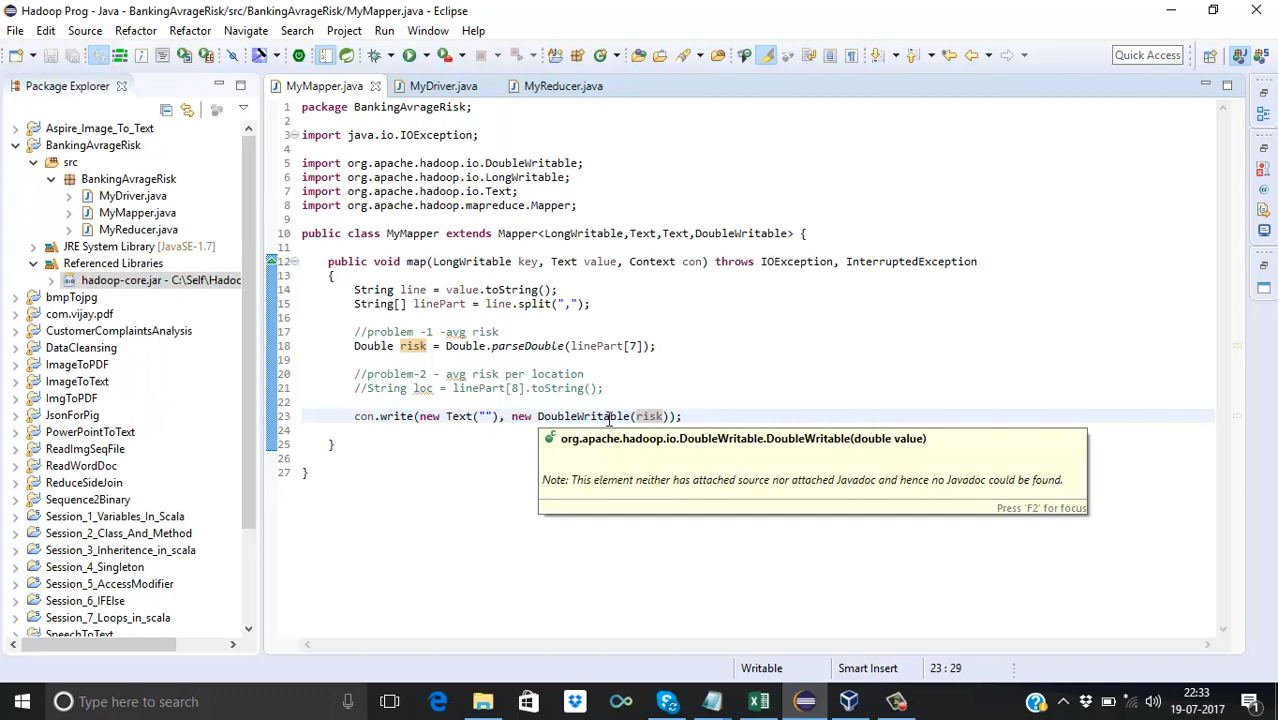 Hadoop Prog - Java - BankingAvrageRisk/src/BankingAvrageRisk/MyMapper.java - Eclipse
File Edit Source Refactor Refactor Navigate Search Project Run Window Help
Quick Access
Package Explorer
MyMapper.java MyDriver.java MyReducer.java
Aspire_Image_To_Text
BankingAvrageRisk
src
BankingAvrageRisk
MyDriver.java
MyMapper.java
MyReducer.java
JRE System Library [JavaSE-1.7]
Referenced Libraries
hadoop-core.jar - C:\Self\Hadoc
bmpTojpg
com.vijay.pdf
CustomerComplaintsAnalysis
DataCleansing
ImageToPDF
ImageToText
ImgToPDF
JsonForPig
PowerPointToText
ReadImgSeqFile
ReadWordDoc
ReduceSideJoin
Sequence2Binary
Session_1_Variables_In_Scala
Session_2_Class_And_Method
Session_3_Inheritence_in_scala
Session_4_Singleton
Session_5_AccessModifier
Session_6_IFElse
Session_7_Loops_in_scala
SpeechToText
1 package BankingAvrageRisk;
2
3 import java.io.IOException;
4
5 import org.apache.hadoop.io.DoubleWritable;
6 import org.apache.hadoop.io.LongWritable;
7 import org.apache.hadoop.io.Text;
8 import org.apache.hadoop.mapreduce.Mapper;
9
10 public class MyMapper extends Mapper<LongWritable,Text,Text,DoubleWritable> {
11
12 public void map(LongWritable key, Text value, Context con) throws IOException, InterruptedException
13 {
14 String line = value.toString();
15 String[] linePart = line.split(",");
16
17 //problem -1 -avg risk
18 Double risk = Double.parseDouble(linePart[7]);
19
20 //problem-2 - avg risk per location
21 //String loc = linePart[8].toString();
22
23 con.write(new Text(""), new DoubleWritable(risk));
24
25 }
26
27 }
org.apache.hadoop.io.DoubleWritable.DoubleWritable(double value)
Note: This element neither has attached source nor attached Javadoc and hence no Javadoc could be found.
Press 'F2' for focus
Writable Smart Insert 23 : 29
Type here to search
22:33
19-07-2017